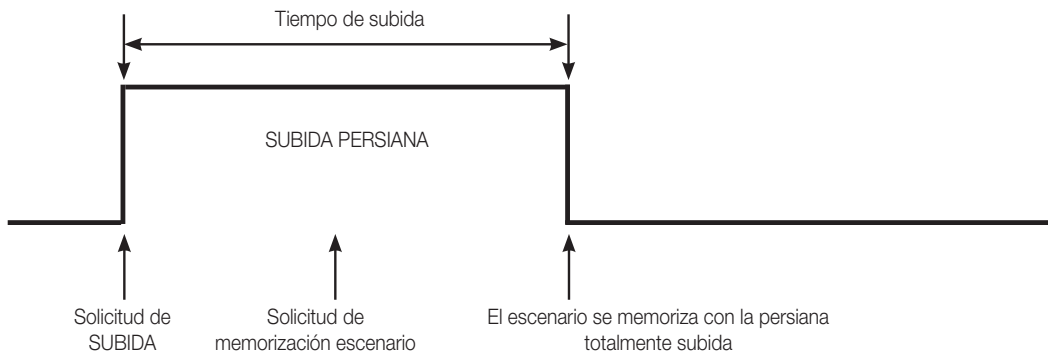 Tiempo de subida
SUBIDA PERSIANA
Solicitud de
SUBIDA
Solicitud de
memorización escenario
El escenario se memoriza con la persiana
totalmente subida